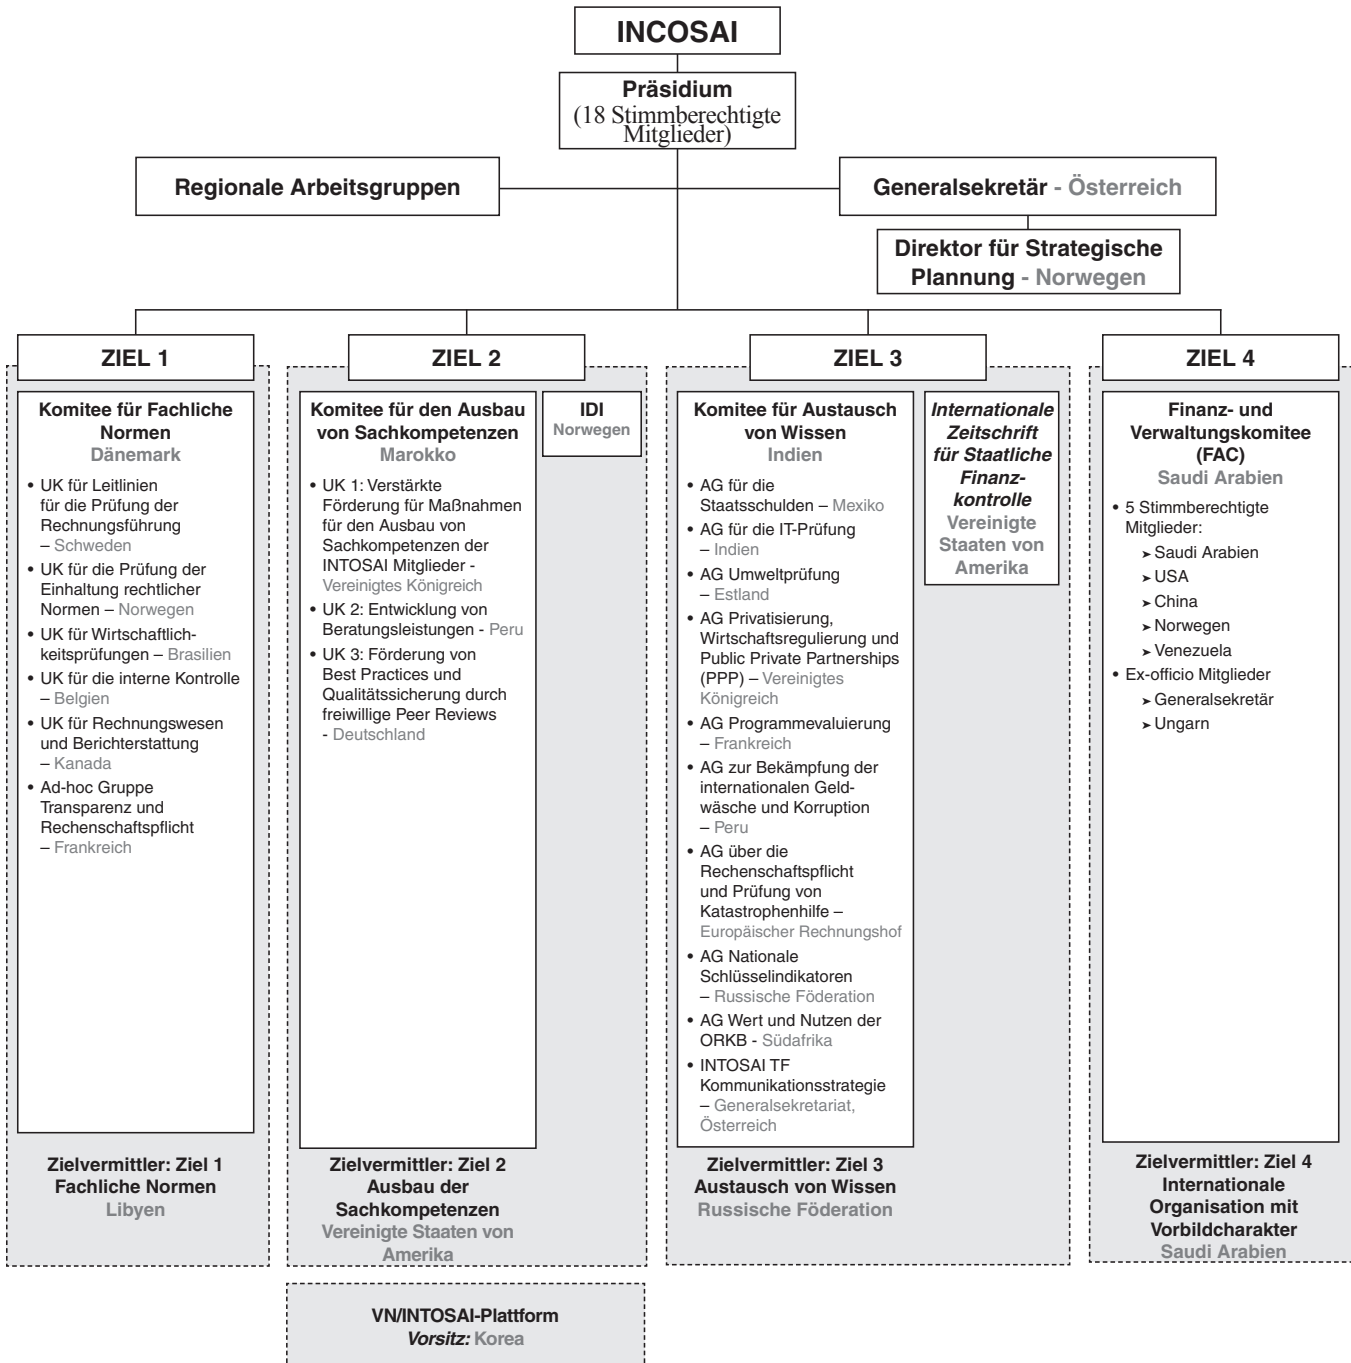 INCOSAI
Präsidium
(18 Stimmberechtigte
Mitglieder)
Regionale Arbeitsgruppen
Generalsekretär - Österreich
Direktor für Strategische
Plannung - Norwegen
ZIEL 1
Komitee für Fachliche
Normen
Dänemark
• UK für Leitlinien
für die Prüfung der
Rechnungsführung
– Schweden
• UK für die Prüfung der
Einhaltung rechtlicher
Normen – Norwegen
• UK für Wirtschaftlich-
keitsprüfungen – Brasilien
• UK für die interne Kontrolle
– Belgien
• UK für Rechnungswesen
und Berichterstattung
– Kanada
• Ad-hoc Gruppe
Transparenz und
Rechenschaftspflicht
– Frankreich
Zielvermittler: Ziel 1
Fachliche Normen
Libyen
ZIEL 2
Komitee für den Ausbau
von Sachkompetenzen
Marokko
• UK 1: Verstärkte
Förderung für Maßnahmen
für den Ausbau von
Sachkompetenzen der
INTOSAI Mitglieder -
Vereinigtes Königreich
• UK 2: Entwicklung von
Beratungsleistungen - Peru
• UK 3: Förderung von
Best Practices und
Qualitätssicherung durch
freiwillige Peer Reviews
- Deutschland
IDI
Norwegen
Zielvermittler: Ziel 2
Ausbau der
Sachkompetenzen
Vereinigte Staaten von
Amerika
ZIEL 3
Komitee für Austausch
von Wissen
Indien
• AG für die
Staatsschulden – Mexiko
• AG für die IT-Prüfung
– Indien
• AG Umweltprüfung
– Estland
• AG Privatisierung,
Wirtschaftsregulierung und
Public Private Partnerships
(PPP) – Vereinigtes
Königreich
• AG Programmevaluierung
– Frankreich
• AG zur Bekämpfung der
internationalen Geld-
wäsche und Korruption
– Peru
• AG über die
Rechenschaftspflicht
und Prüfung von
Katastrophenhilfe –
Europäischer Rechnungshof
• AG Nationale
Schlüsselindikatoren
– Russische Föderation
• AG Wert und Nutzen der
ORKB - Südafrika
• INTOSAI TF
Kommunikationsstrategie
– Generalsekretariat,
Österreich
Internationale
Zeitschrift
für Staatliche
Finanz-
kontrolle
Vereinigte
Staaten von
Amerika
Zielvermittler: Ziel 3
Austausch von Wissen
Russische Föderation
ZIEL 4
Finanz- und
Verwaltungskomitee
(FAC)
Saudi Arabien
• 5 Stimmberechtigte
Mitglieder:
➤ Saudi Arabien
➤ USA
➤ China
➤ Norwegen
➤ Venezuela
• Ex-officio Mitglieder
➤ Generalsekretär
➤ Ungarn
Zielvermittler: Ziel 4
Internationale
Organisation mit
Vorbildcharakter
Saudi Arabien
VN/INTOSAI-Plattform
Vorsitz: Korea